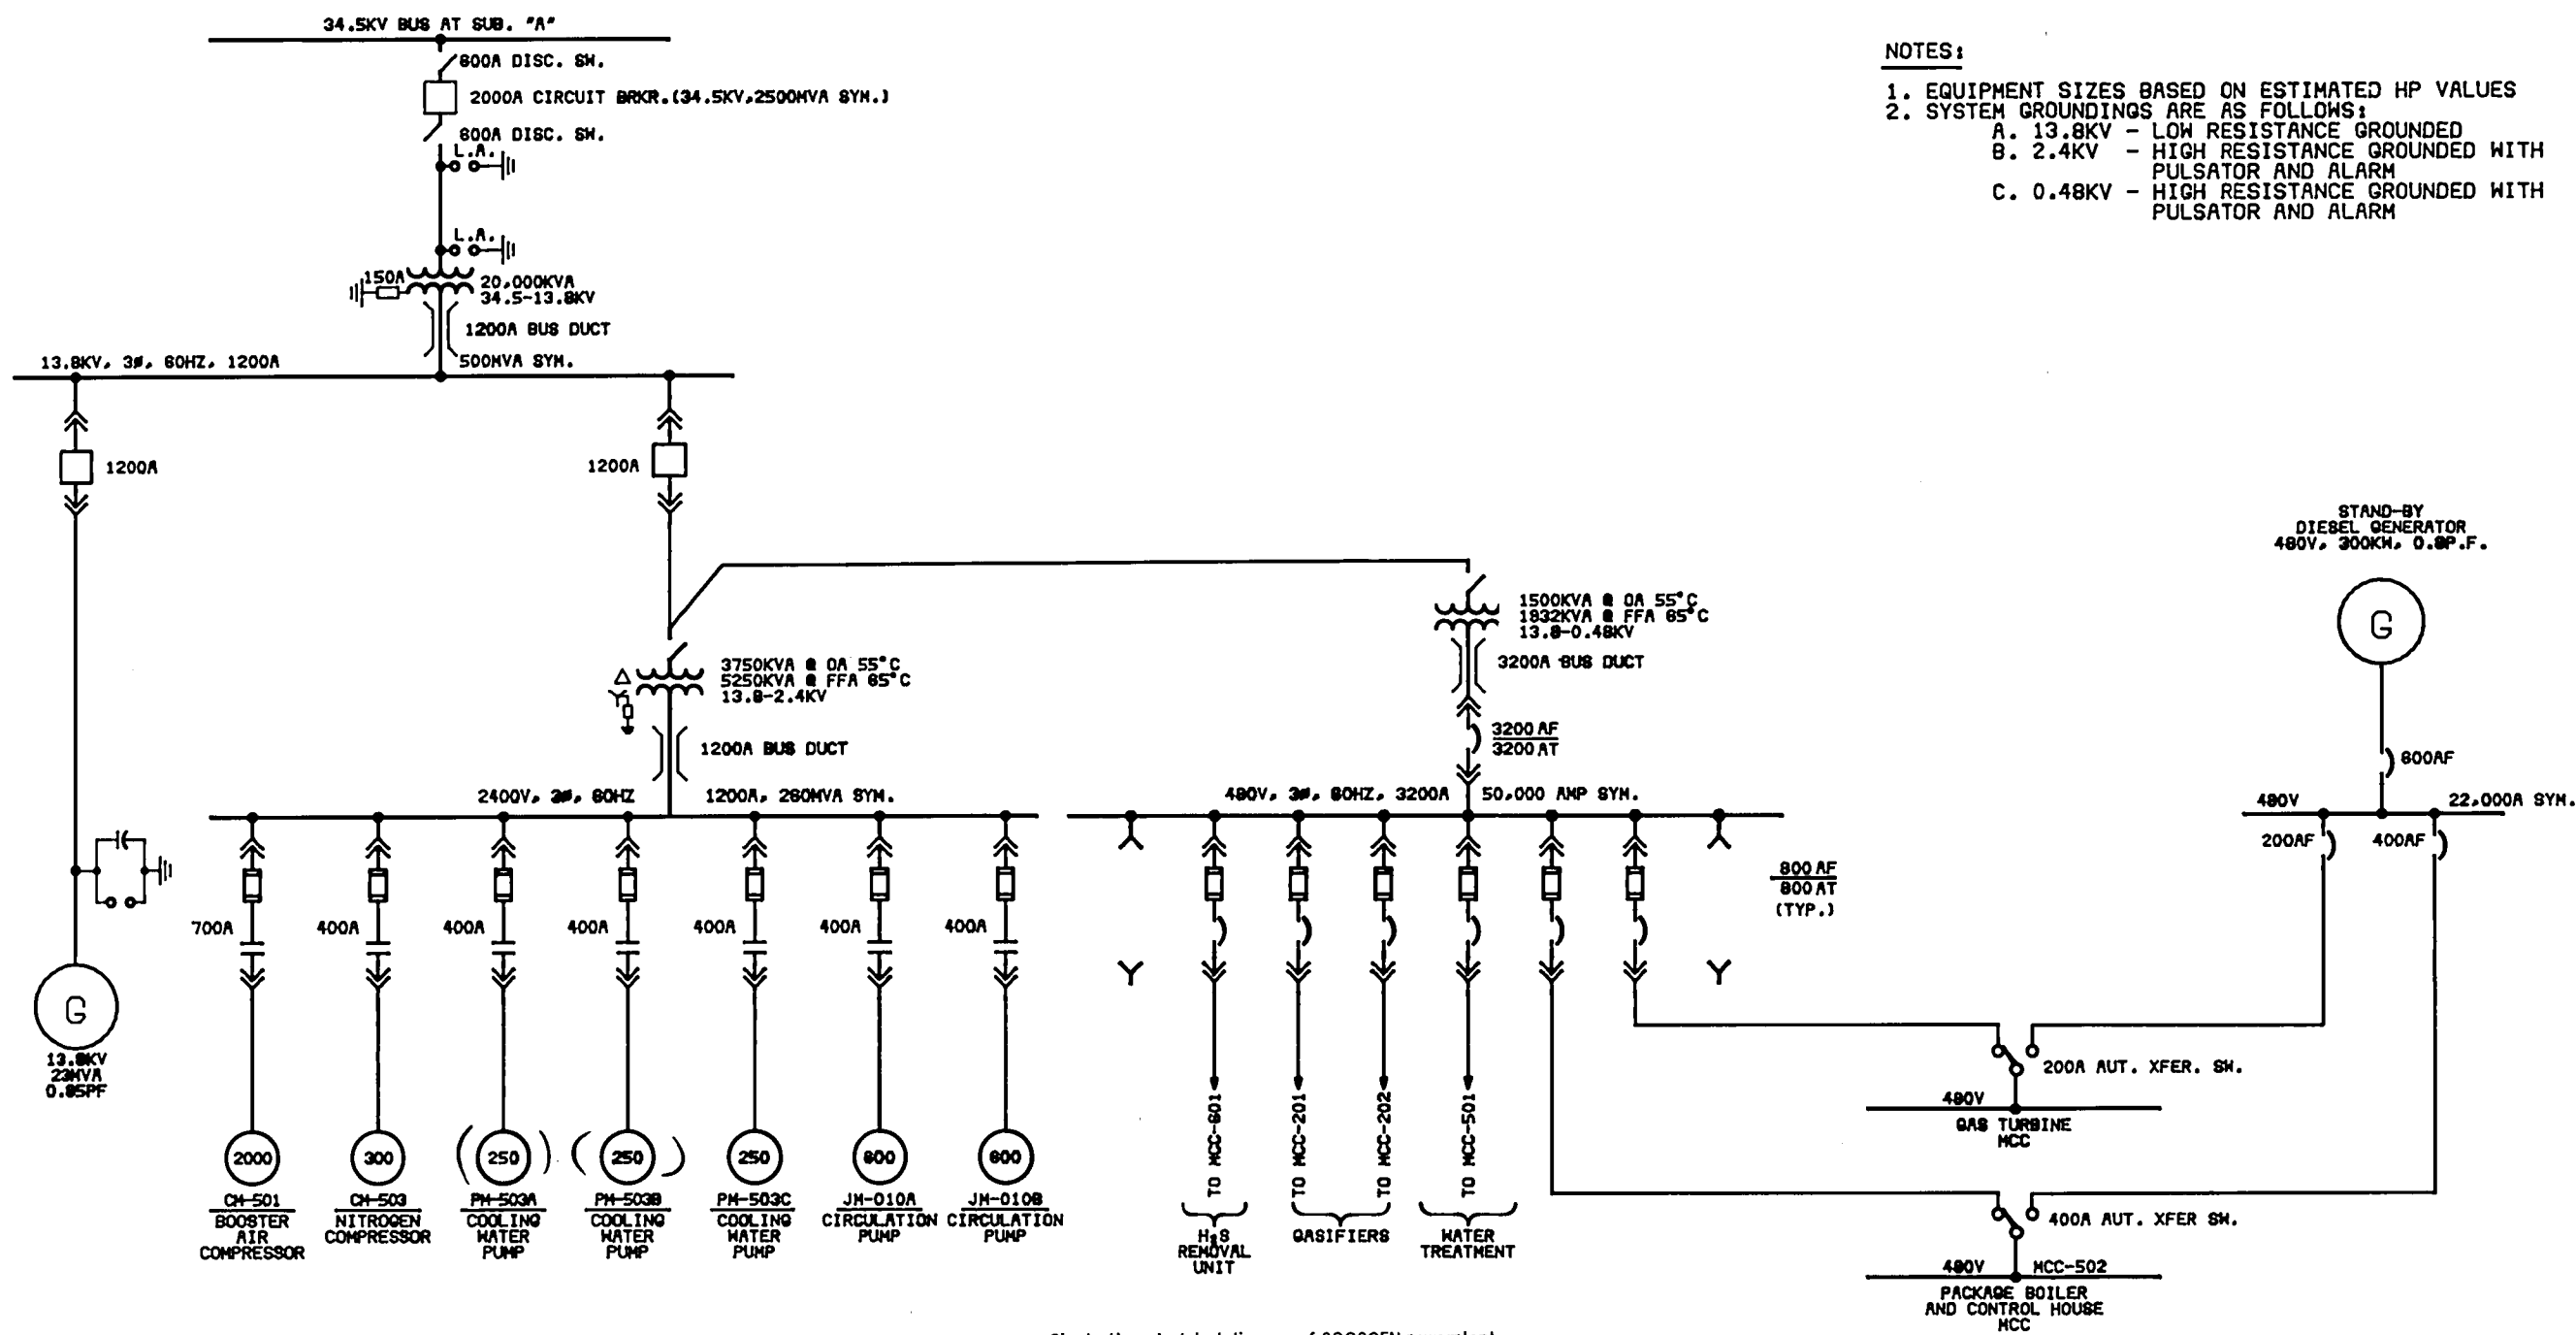 34.5KV BUS AT SUB. "A"
600A DISC. SW.
2000A CIRCUIT BRKR.(34.5KV,2500MVA SYM.)
600A DISC. SW.
L.A.
L.A.
150A
20,000KVA
34.5-13.8KV
1200A BUS DUCT
13.8KV, 3ø, 60HZ, 1200A
500MVA SYM.
1200A
1200A
NOTES:
1. EQUIPMENT SIZES BASED ON ESTIMATED HP VALUES
2. SYSTEM GROUNDINGS ARE AS FOLLOWS:
A. 13.8KV - LOW RESISTANCE GROUNDED
B. 2.4KV - HIGH RESISTANCE GROUNDED WITH
PULSATOR AND ALARM
C. 0.48KV - HIGH RESISTANCE GROUNDED WITH
PULSATOR AND ALARM
3750KVA @ OA 55°C
5250KVA @ FFA 65°C
13.8-2.4KV
1200A BUS DUCT
1500KVA @ OA 55°C
1932KVA @ FFA 65°C
13.8-0.48KV
3200A BUS DUCT
3200 AF
3200 AT
STAND-BY
DIESEL GENERATOR
480V, 300KW, 0.8P.F.
G
600AF
480V
22,000A SYM.
200AF
400AF
2400V, 3ø, 60HZ
1200A, 260MVA SYM.
480V, 3ø, 60HZ, 3200A
50,000 AMP SYM.
800 AF
800 AT
(TYP.)
700A
400A
400A
400A
400A
400A
400A
G
13.8KV
23MVA
0.85PF
2000
CM-501
BOOSTER
AIR
COMPRESSOR
300
CM-503
NITROGEN
COMPRESSOR
(250)
PM-503A
COOLING
WATER
PUMP
(250)
PM-503B
COOLING
WATER
PUMP
250
PM-503C
COOLING
WATER
PUMP
600
JM-010A
CIRCULATION
PUMP
600
JM-010B
CIRCULATION
PUMP
TO MCC-601
H2S
REMOVAL
UNIT
TO MCC-201
TO MCC-202
GASIFIERS
TO MCC-501
WATER
TREATMENT
200A AUT. XFER. SW.
480V
GAS TURBINE
MCC
400A AUT. XFER SW.
480V
MCC-502
PACKAGE BOILER
AND CONTROL HOUSE
MCC